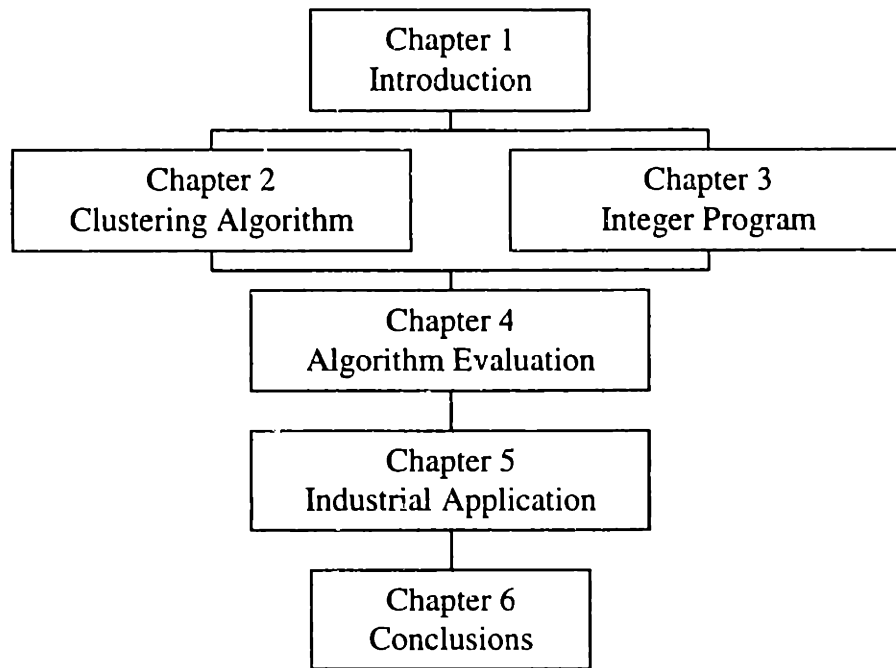 Chapter 1
Introduction
Chapter 2
Clustering Algorithm
Chapter 3
Integer Program
Chapter 4
Algorithm Evaluation
Chapter 5
Industrial Application
Chapter 6
Conclusions